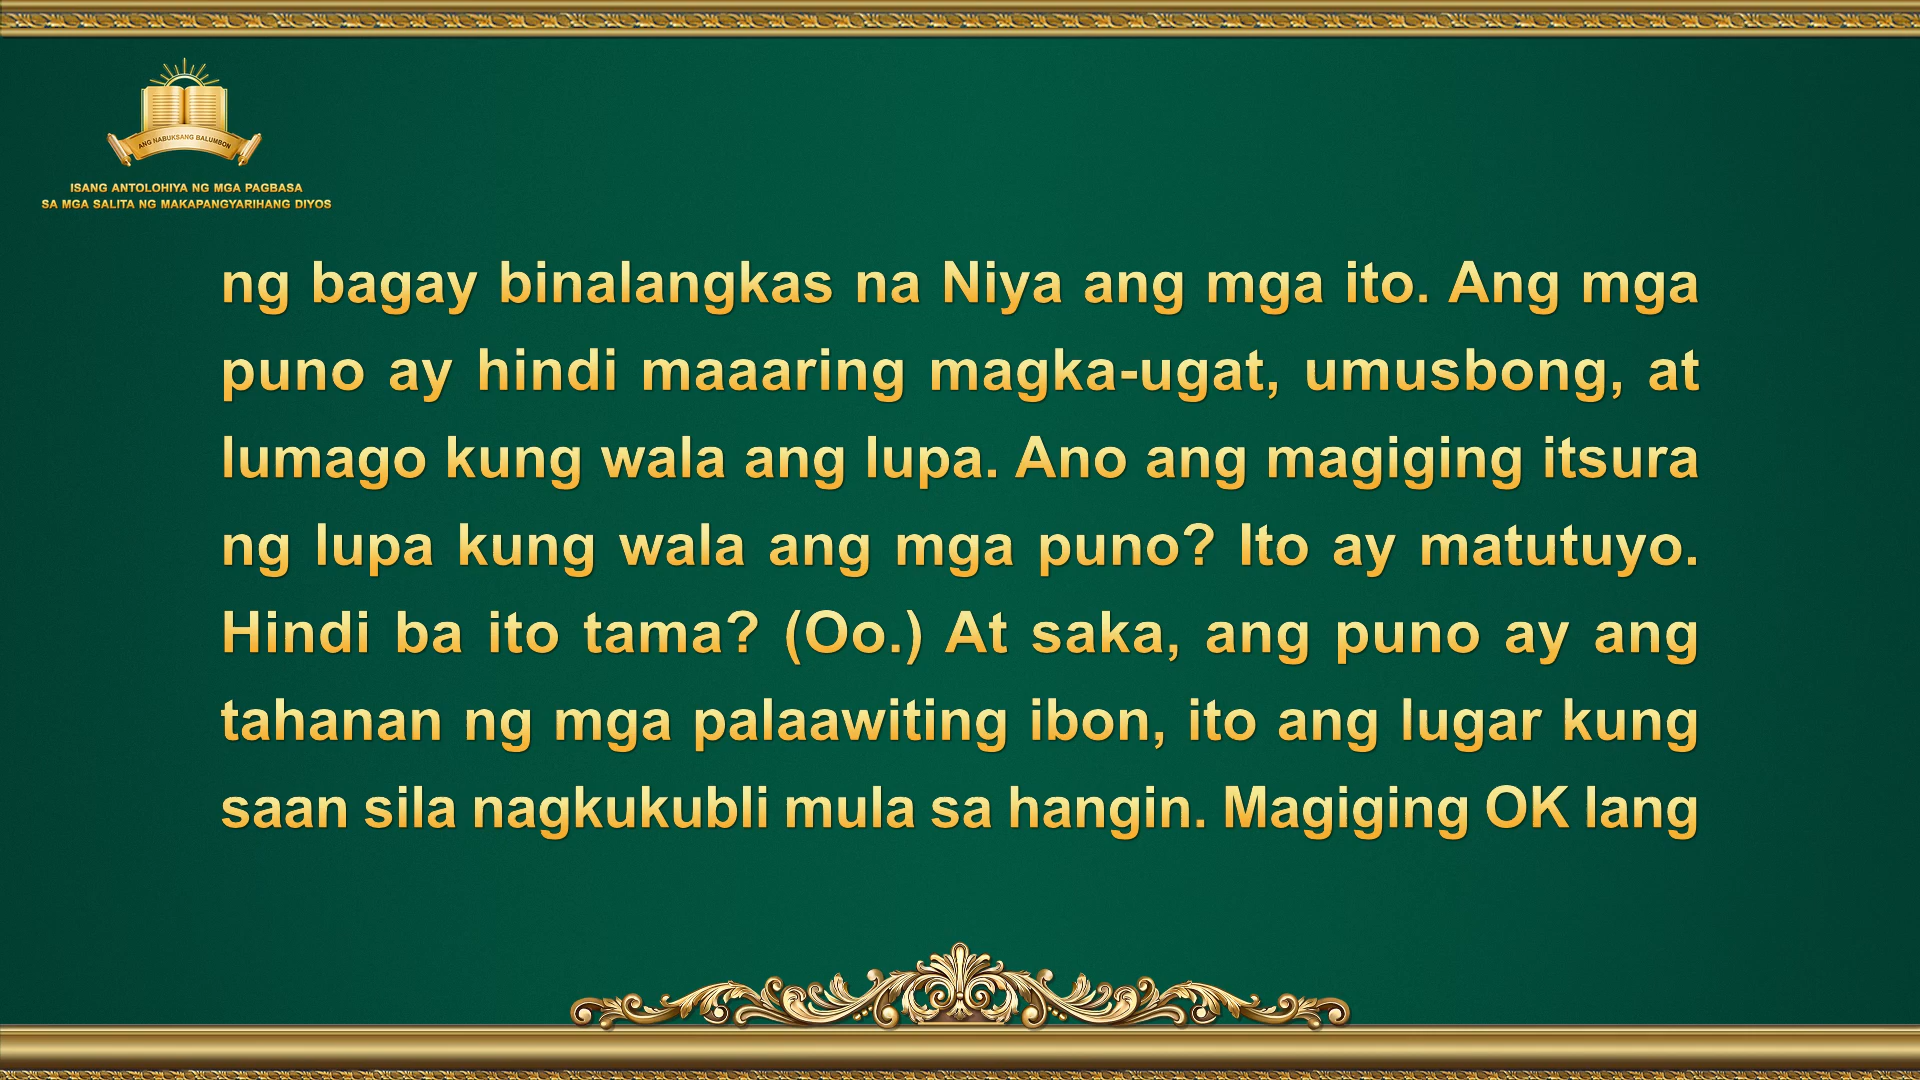 ANG NABUKSANG BALUMBON
ISANG ANTOLOHIYA NG MGA PAGBASA
SA MGA SALITA NG MAKAPANGYARIHANG DIYOS
ng bagay binalangkas na Niya ang mga ito. Ang mga
puno ay hindi maaaring magka-ugat, umusbong, at
lumago kung wala ang lupa. Ano ang magiging itsura
ng lupa kung wala ang mga puno? Ito ay matutuyo.
Hindi ba ito tama? (Oo.) At saka, ang puno ay ang
tahanan ng mga palaawiting ibon, ito ang lugar kung
saan sila nagkukubli mula sa hangin. Magiging OK lang